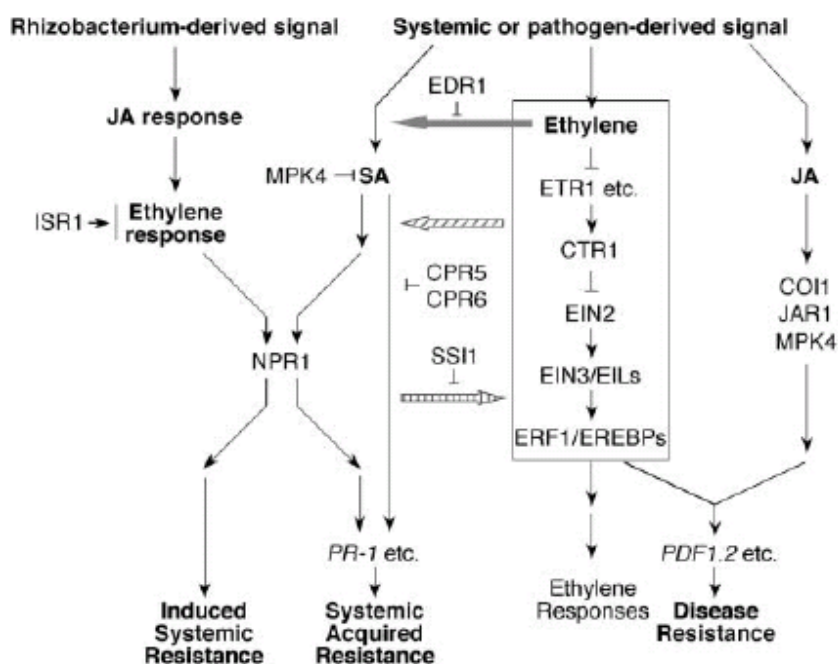 Rhizobacterium-derived signal
Systemic or pathogen-derived signal
EDR1
JA response
Ethylene
MPK4
SA
ETR1 etc.
JA
ISR1
Ethylene
response
CTR1
CPR5
CPR6
COI1
JAR1
MPK4
EIN2
NPR1
SSI1
EIN3/EILs
ERF1/EREBPs
PR-1 etc.
PDF1.2 etc.
Induced
Systemic
Resistance
Systemic
Acquired
Resistance
Ethylene
Responses
Disease
Resistance